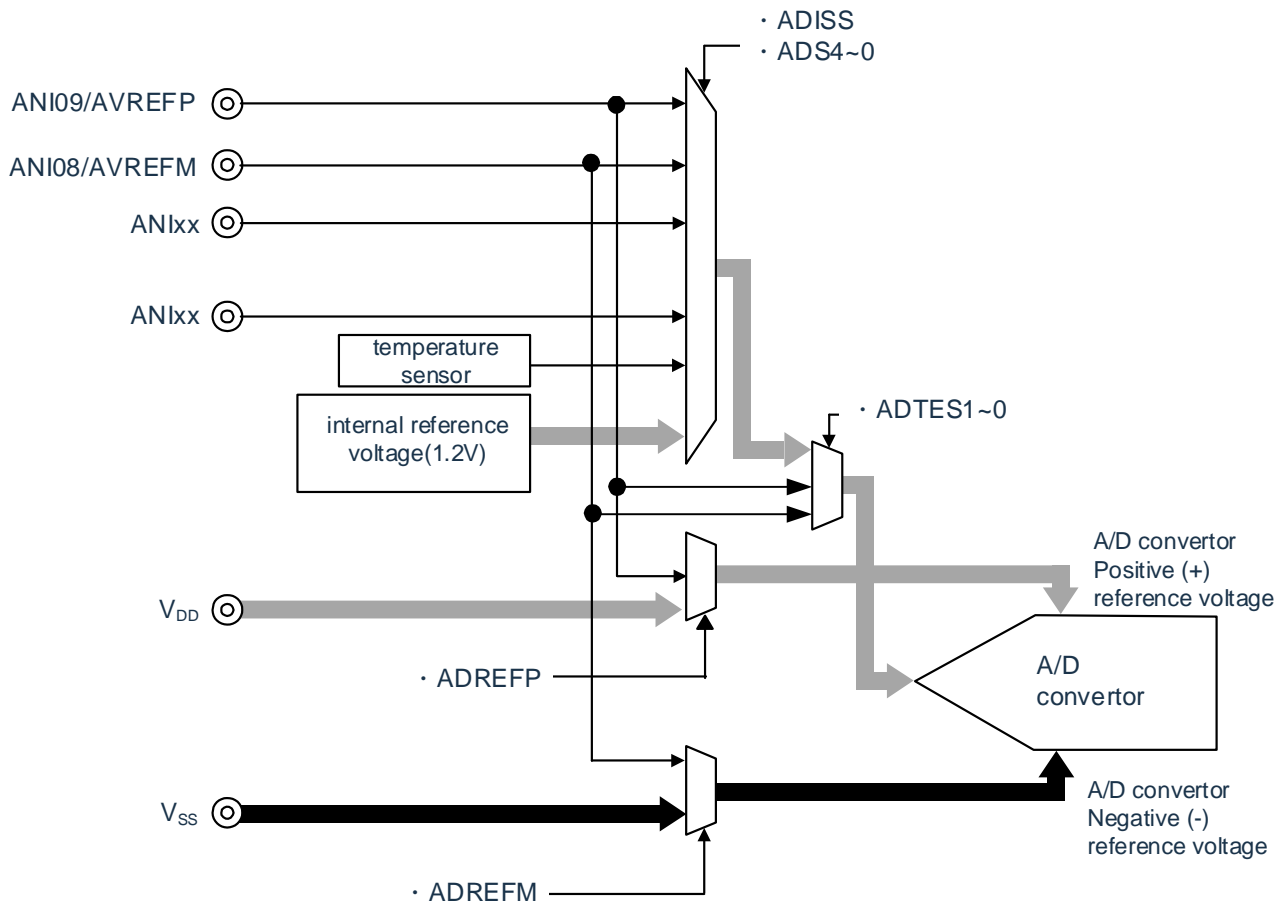 · ADISS
· ADS4~0
ANI09/AVREFP
ANI08/AVREFM
ANIxx
ANIxx
temperature
sensor
internal reference
voltage(1.2V)
· ADTES1~0
A/D convertor
Positive (+)
reference voltage
VDD
· ADREFP
A/D
convertor
VSS
A/D convertor
Negative (-)
reference voltage
· ADREFM